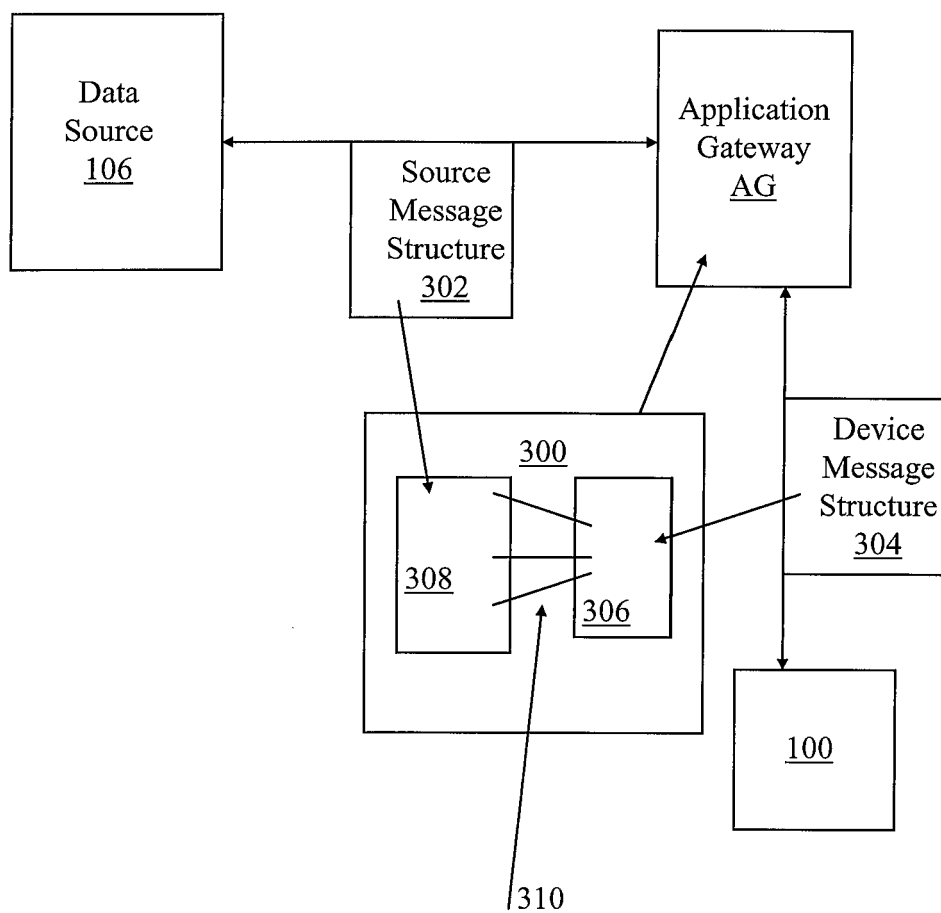 Data
Source
106
Application
Gateway
AG
Source
Message
Structure
302
300
308
306
Device
Message
Structure
304
100
310